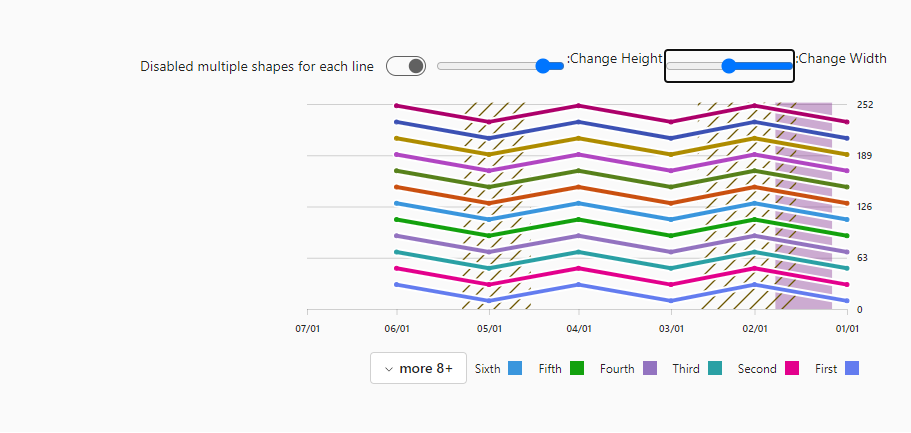 Disabled multiple shapes for each line
:Change Height
:Change Width
252
189
126
63
0
07/01 06/01 05/01 04/01 03/01 02/01 01/01
more 8+ Sixth Fifth Fourth Third Second First